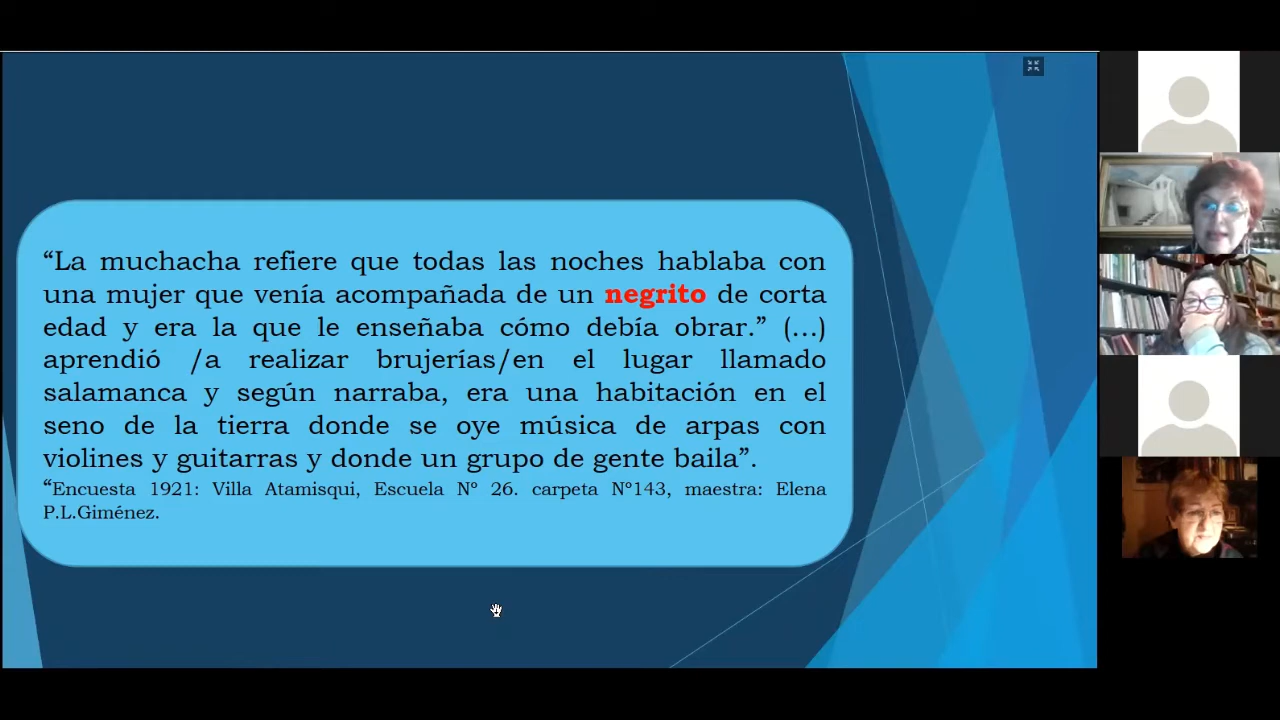 “La muchacha refiere que todas las noches hablaba con
una mujer que venía acompañada de un negrito de corta
edad y era la que le enseñaba cómo debía obrar.” (…)
aprendió /a realizar brujerías/en el lugar llamado
salamanca y según narraba, era una habitación en el
seno de la tierra donde se oye música de arpas con
violines y guitarras y donde un grupo de gente baila”.
“Encuesta 1921: Villa Atamisqui, Escuela Nº 26. carpeta N°143, maestra: Elena
P.L.Giménez.